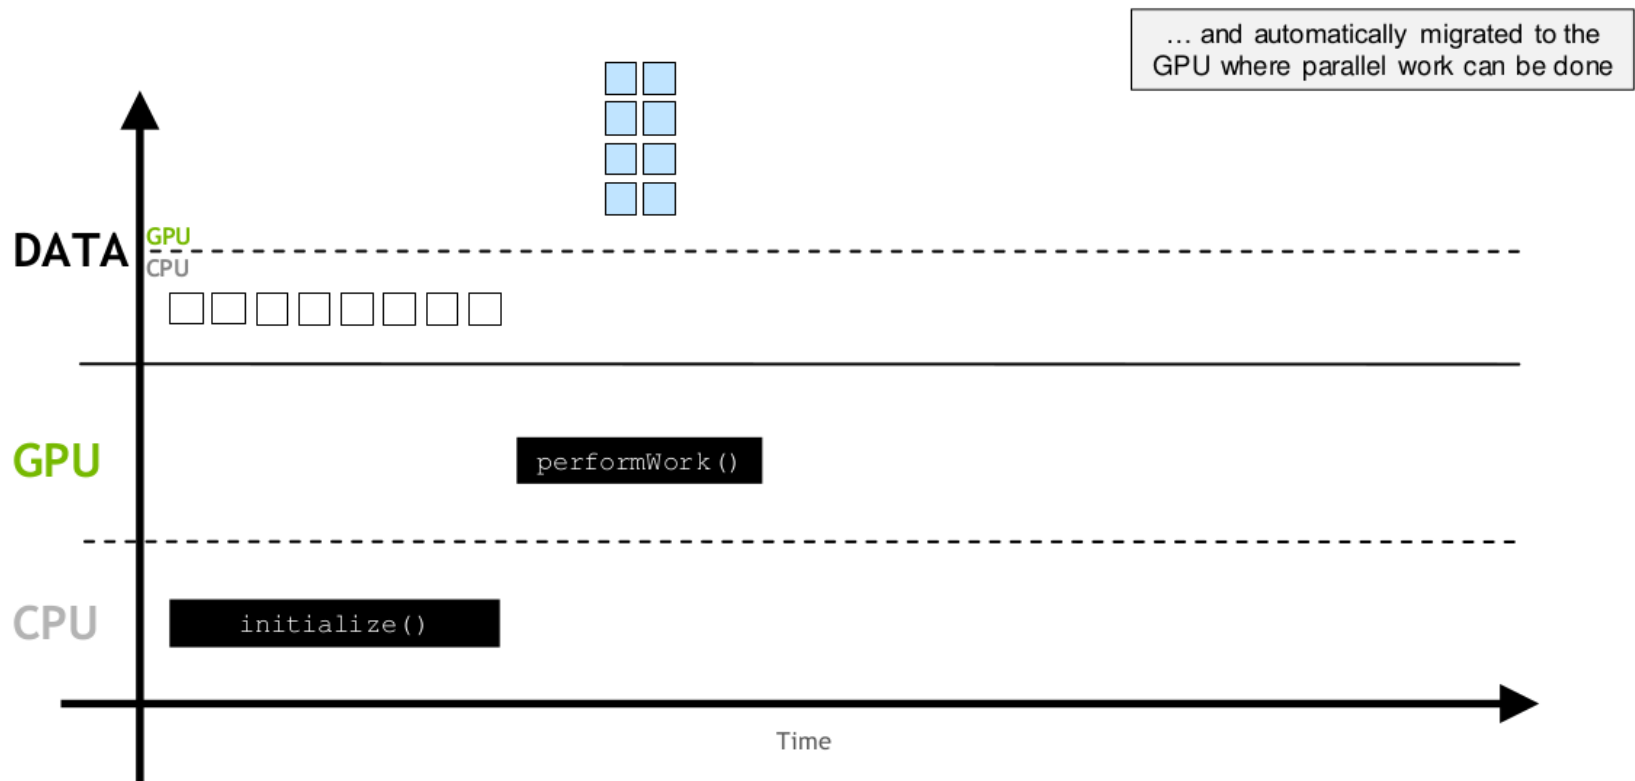 … and automatically migrated to the
GPU where parallel work can be done
DATA
GPU
CPU
GPU
performWork()
CPU
initialize()
Time